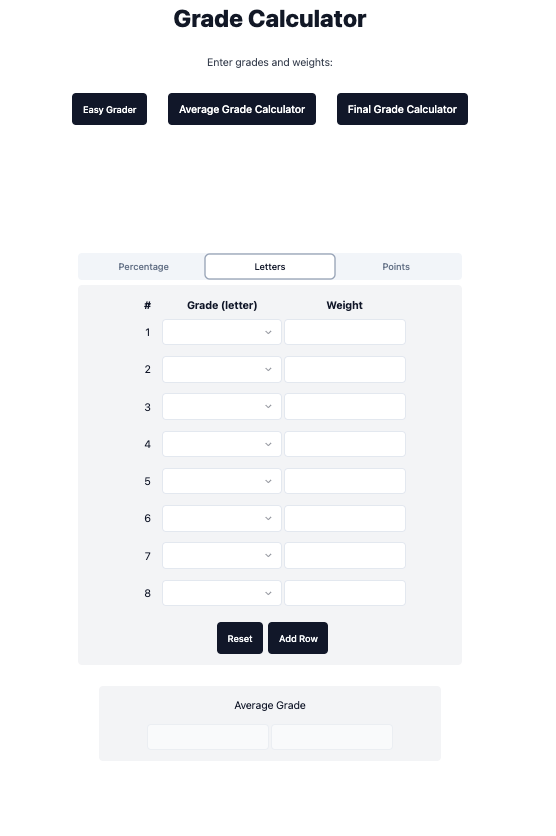 Grade Calculator
Enter grades and weights:
Easy Grader Average Grade Calculator Final Grade Calculator
Percentage Letters Points
# Grade (letter) Weight
1
2
3
4
5
6
7
8
Reset Add Row
Average Grade